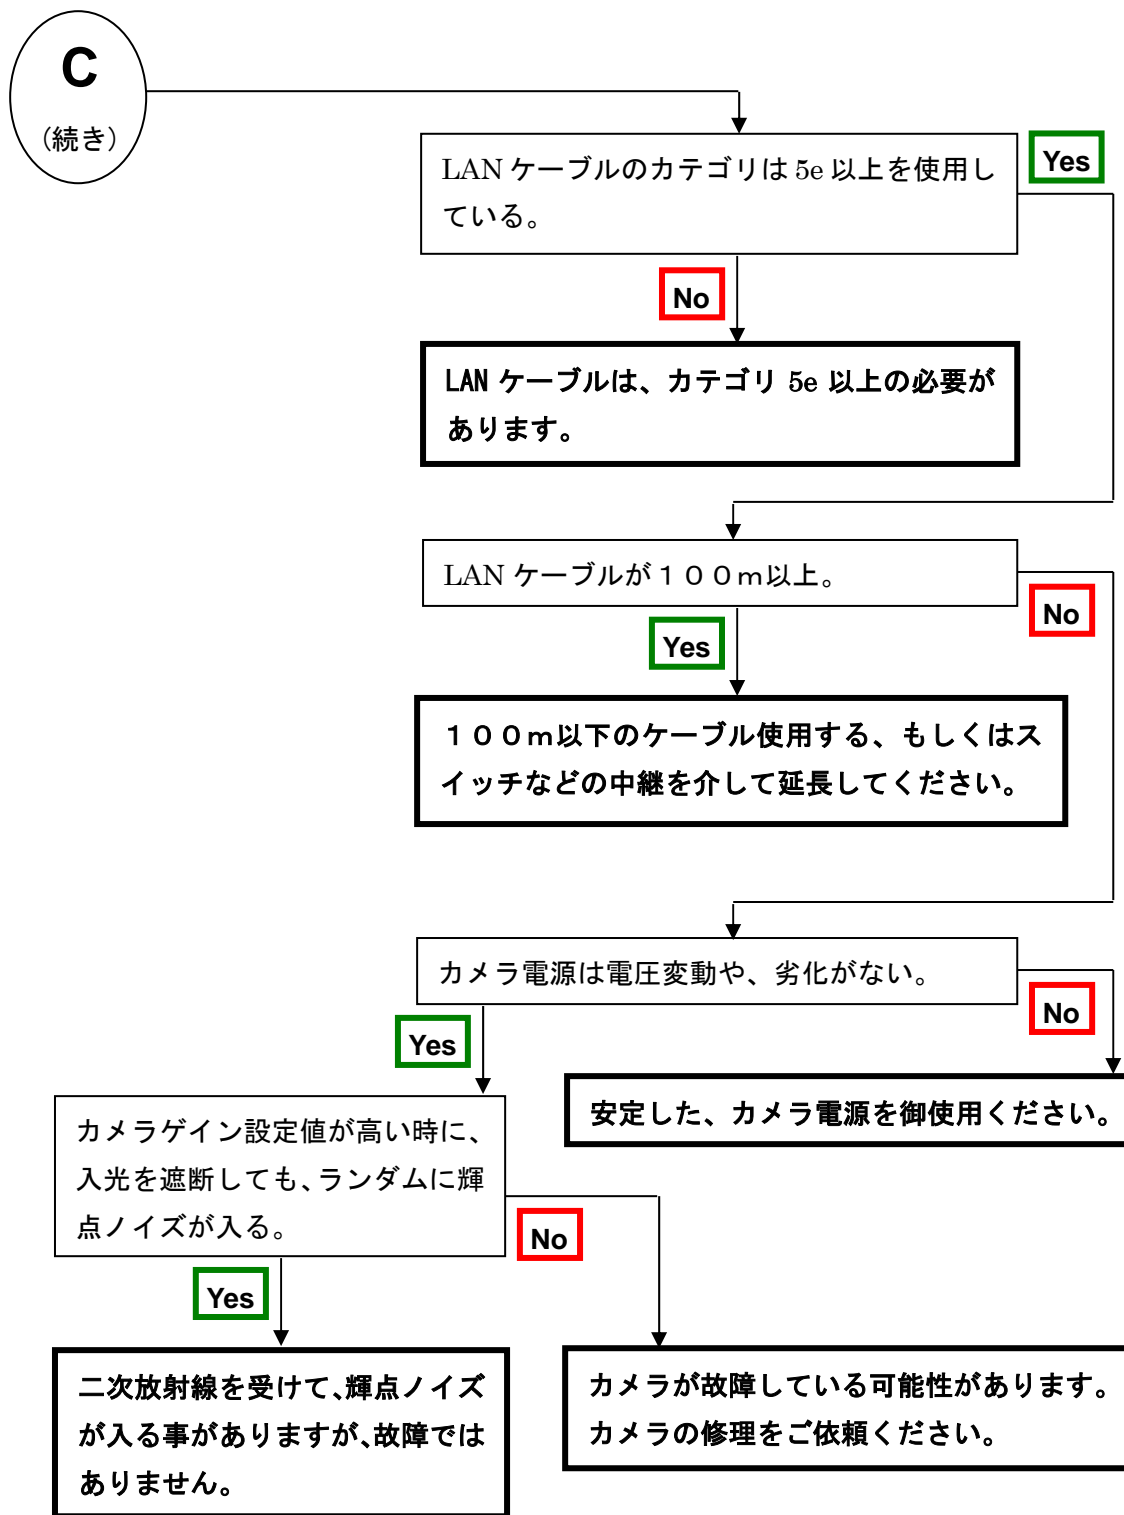 C
（続き）
LAN ケーブルのカテゴリは 5e 以上を使用し
ている。
Yes
No
LAN ケーブルは、カテゴリ 5e 以上の必要が
あります。
LAN ケーブルが１００ｍ以上。
No
Yes
１００ｍ以下のケーブル使用する、もしくはス
イッチなどの中継を介して延長してください。
カメラ電源は電圧変動や、劣化がない。
No
Yes
安定した、カメラ電源を御使用ください。
カメラゲイン設定値が高い時に、
入光を遮断しても、ランダムに輝
点ノイズが入る。
No
Yes
二次放射線を受けて、輝点ノイズ
が入る事がありますが、故障では
ありません。
カメラが故障している可能性があります。
カメラの修理をご依頼ください。